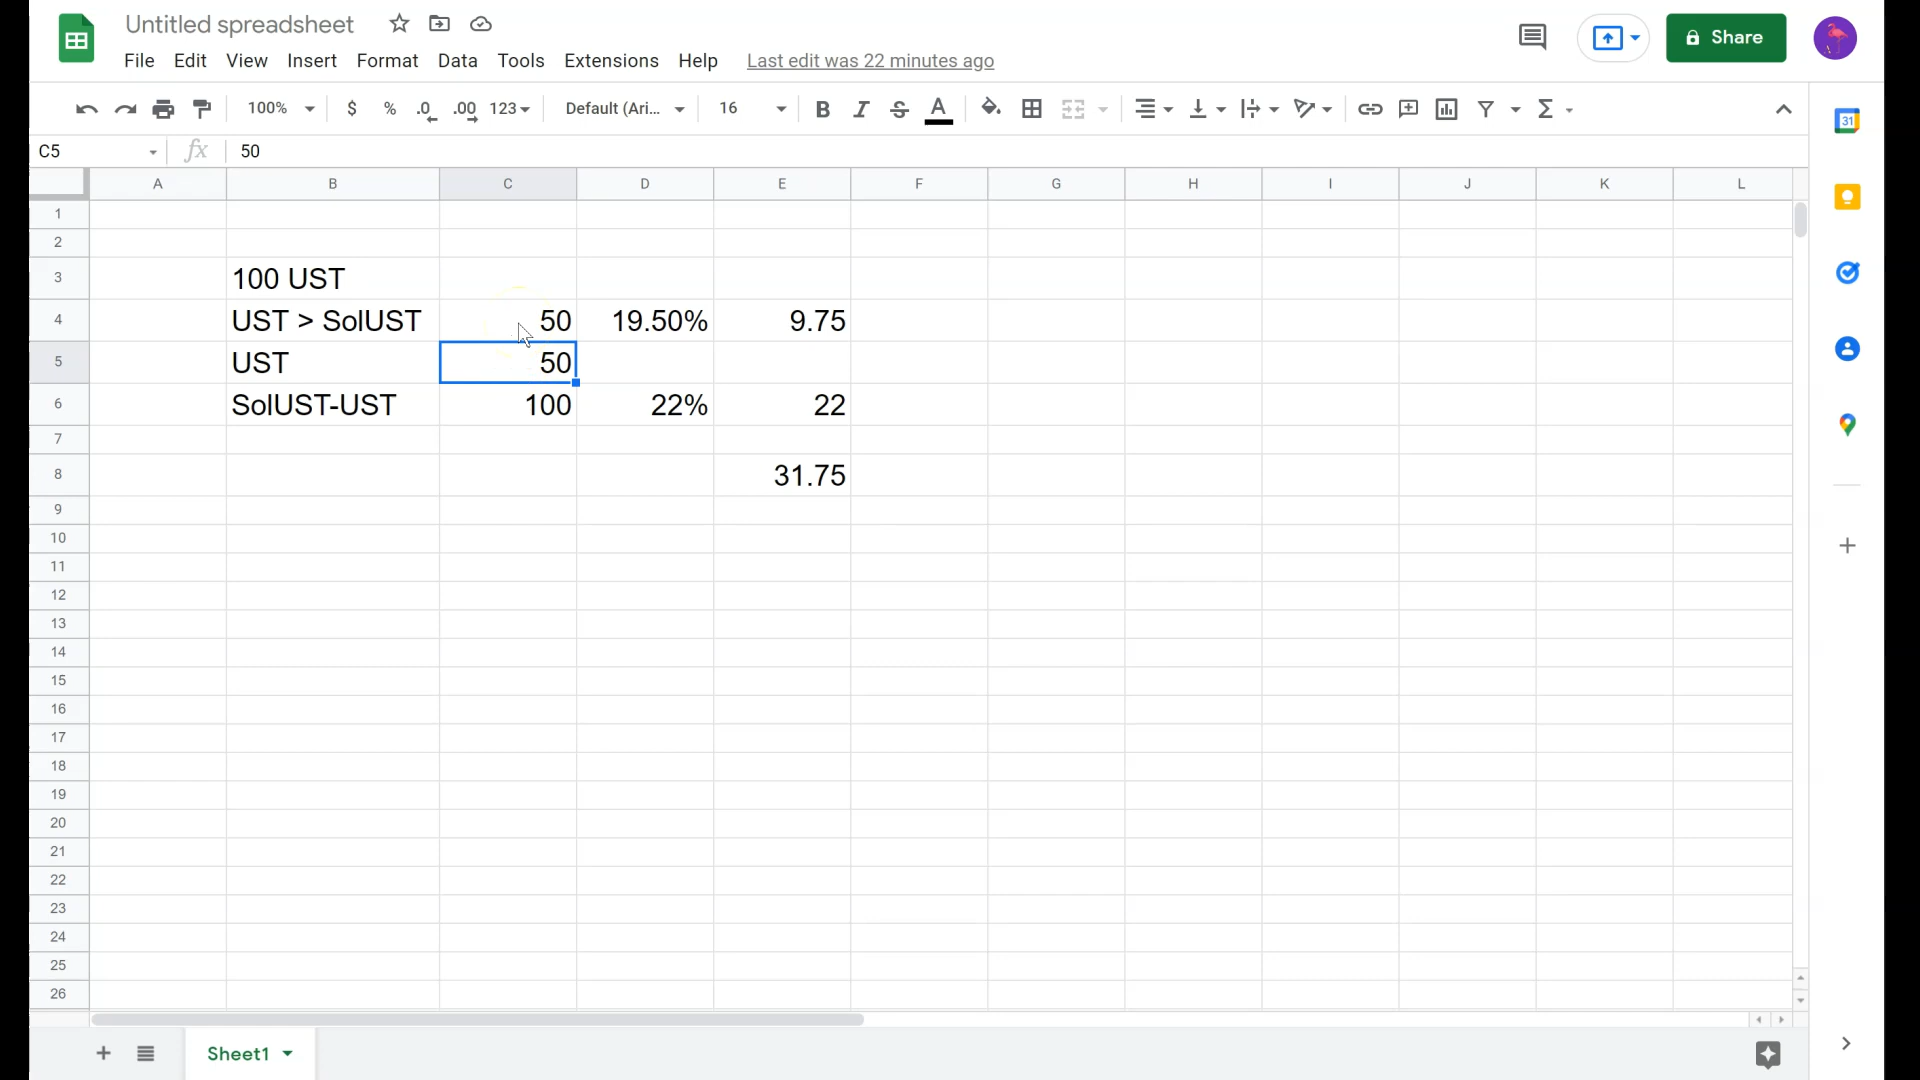 Untitled spreadsheet
File Edit View Insert Format Data Tools Extensions Help Last edit was 22 minutes ago
Share
100% $ % .0 .00 123 Default (Ari... 16 B I S A Σ
31
C5 fx 50
A B C D E F G H I J K L
1
2
3 100 UST
4 UST > SolUST 50 19.50% 9.75
5 UST 50
6 SolUST-UST 100 22% 22
7
8 31.75
9
10
11
12
13
14
15
16
17
18
19
20
21
22
23
24
25
26
Sheet1